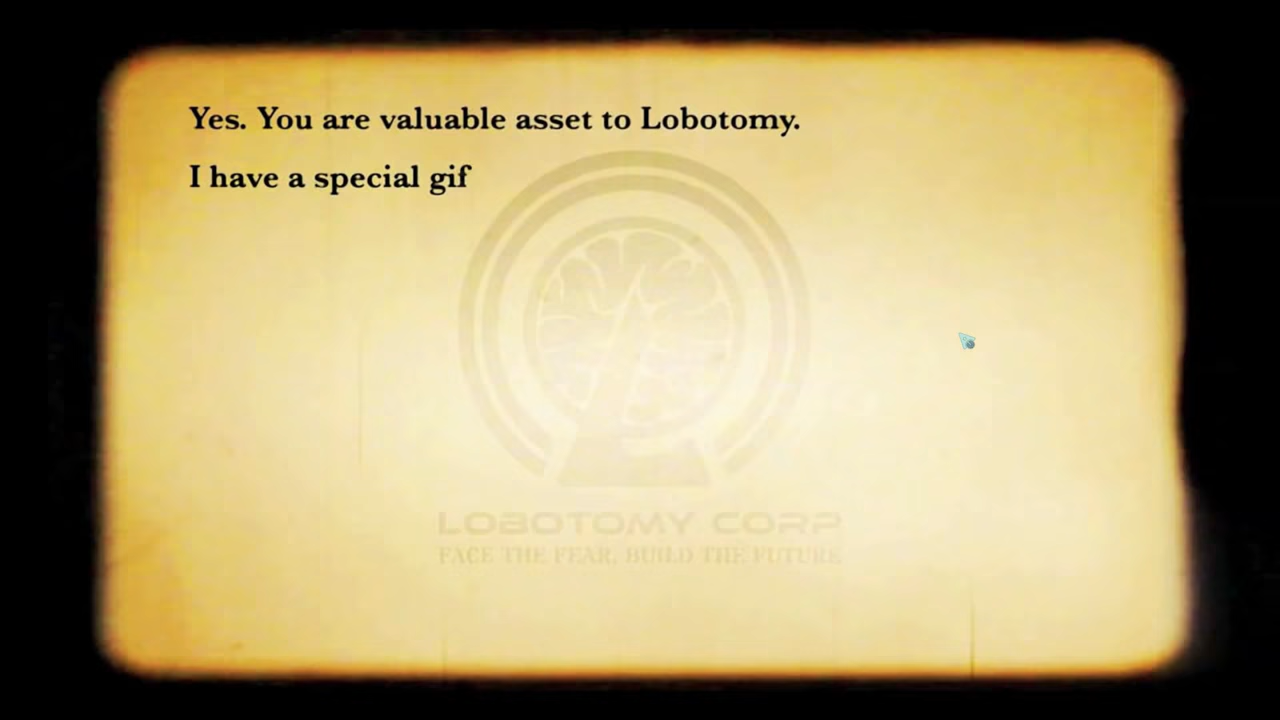 Yes. You are valuable asset to Lobotomy.
I have a special gif
LOBOTOMY CORP
FACE THE FEAR, BUILD THE FUTURE